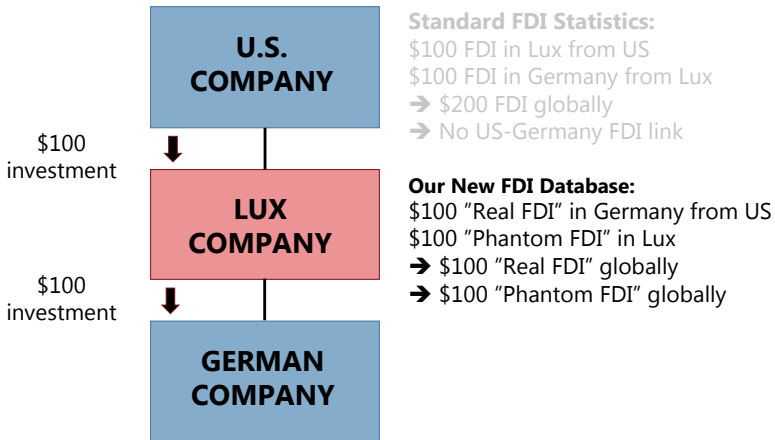 U.S.
COMPANY
$100
investment
LUX
COMPANY
$100
investment
GERMAN
COMPANY
Standard FDI Statistics:
$100 FDI in Lux from US
$100 FDI in Germany from Lux
➔ $200 FDI globally
➔ No US-Germany FDI link
Our New FDI Database:
$100 ”Real FDI” in Germany from US
$100 ”Phantom FDI” in Lux
➔ $100 ”Real FDI” globally
➔ $100 ”Phantom FDI” globally